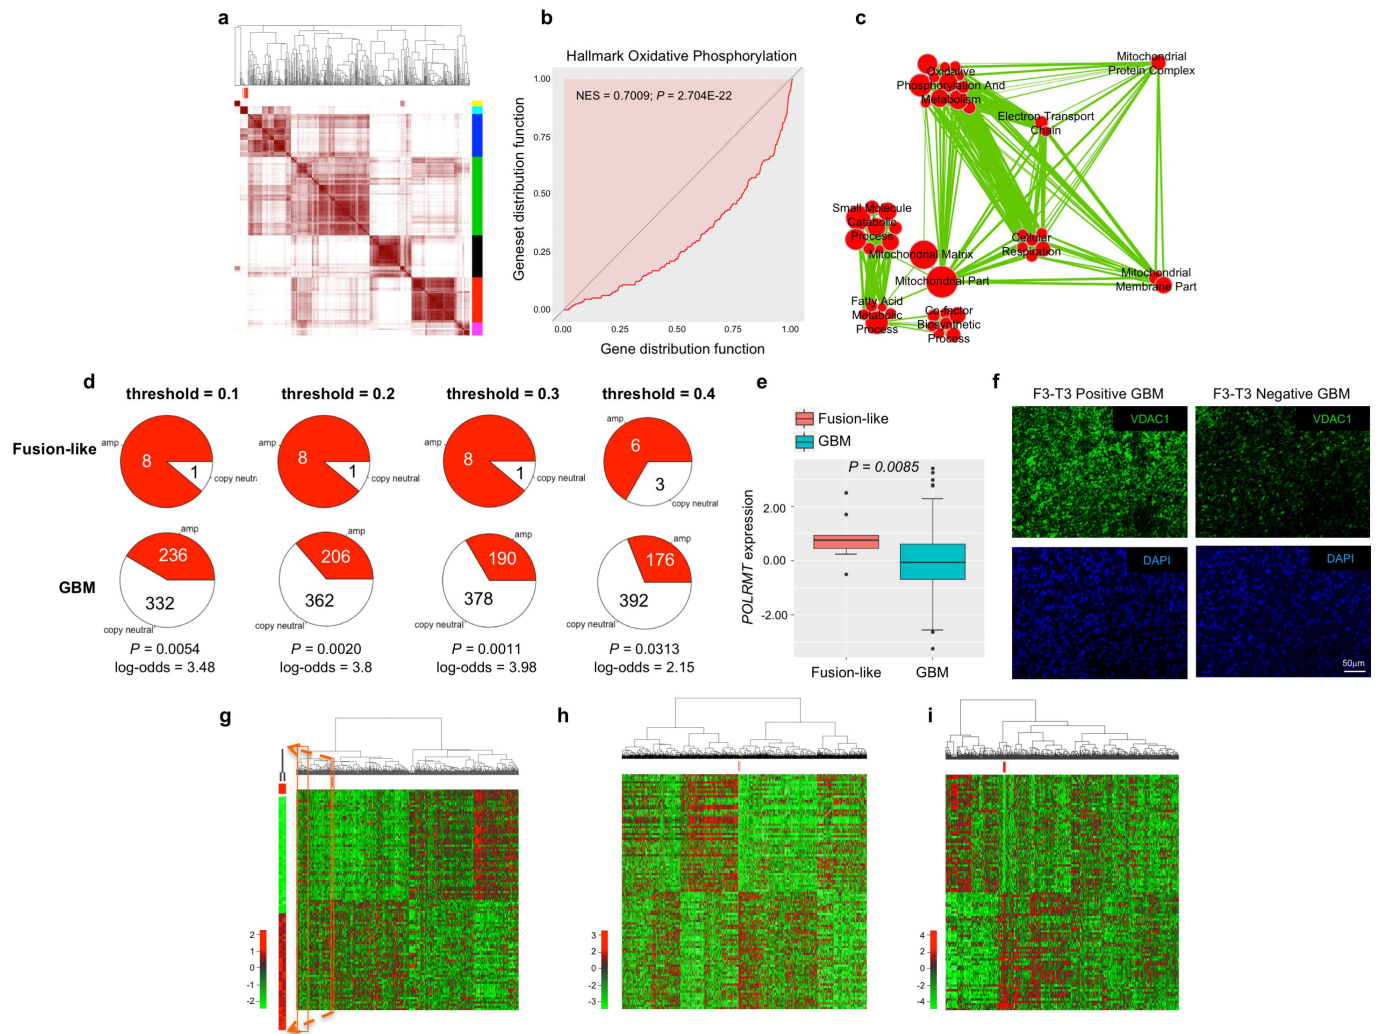 a
b
Hallmark Oxidative Phosphorylation
NES = 0.7009; P = 2.704E-22
1.00
0.75
0.50
0.25
0.00
Geneset distribution function
0.00
0.25
0.50
0.75
1.00
Gene distribution function
c
Mitochondrial
Protein Complex
Oxidative
Phosphorylation And
Metabolism
Electron Transport
Chain
Small Molecule
Catabolic
Process
Mitochondrial Matrix
Cellular
Respiration
Mitochondrial Part
Mitochondrial
Membrane Part
Fatty Acid
Metabolic
Process
Co-factor
Biosynthetic
Process
d
threshold = 0.1
threshold = 0.2
threshold = 0.3
threshold = 0.4
Fusion-like
amp
8
1
copy neutr
amp
8
1
copy neutral
amp
8
1
copy neutral
amp
6
3
copy neutral
GBM
amp
236
332
copy neutral
amp
206
362
copy neutral
amp
190
378
copy neutral
amp
176
392
copy neutral
P = 0.0054
log-odds = 3.48
P = 0.0020
log-odds = 3.8
P = 0.0011
log-odds = 3.98
P = 0.0313
log-odds = 2.15
e
Fusion-like
GBM
P = 0.0085
2.00
0.00
-2.00
POLRMT expression
Fusion-like
GBM
f
F3-T3 Positive GBM
F3-T3 Negative GBM
VDAC1
VDAC1
DAPI
DAPI
50µm
g
2
1
0
-1
-2
h
3
2
0
-2
-3
i
4
2
0
-2
-4